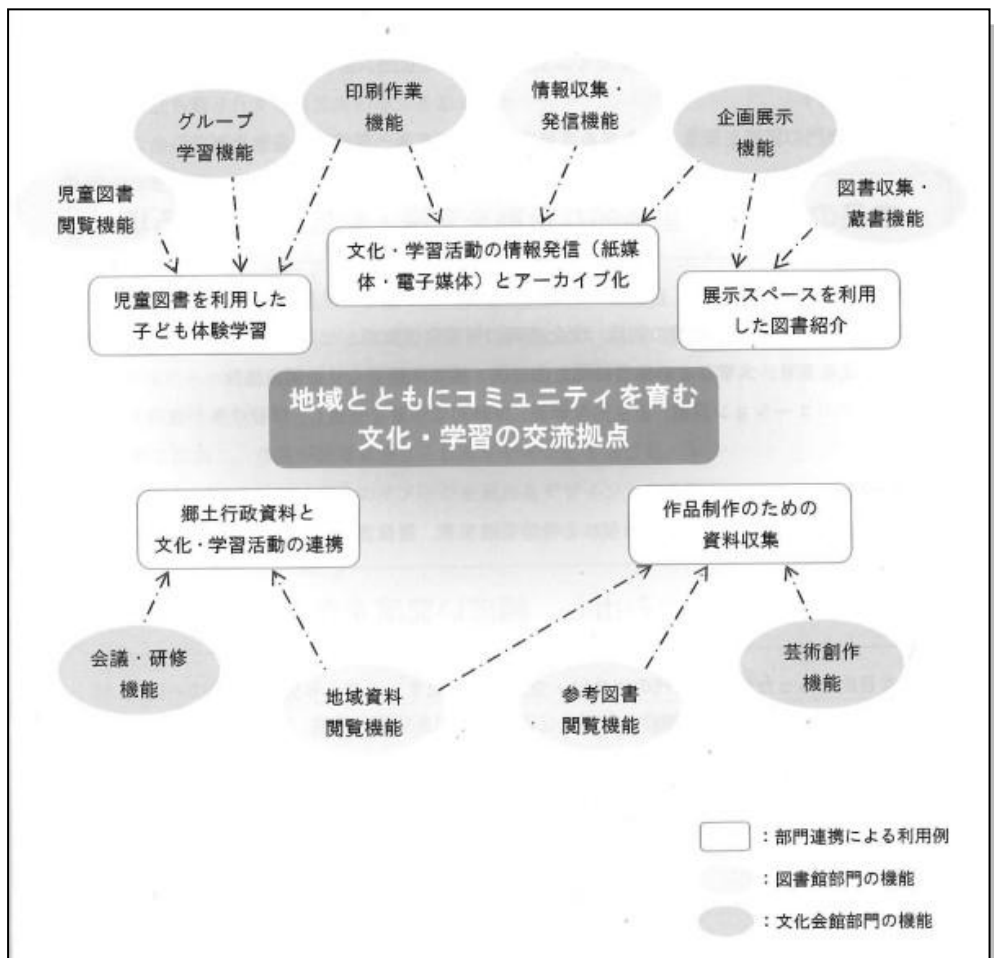 印刷作業
機能
情報収集・
発信機能
グループ
学習機能
企画展示
機能
児童図書
閲覧機能
図書収集・
蔵書機能
文化・学習活動の情報発信（紙媒
体・電子媒体）とアーカイブ化
児童図書を利用した
子ども体験学習
展示スペースを利用
した図書紹介
地域とともにコミュニティを育む
文化・学習の交流拠点
郷土行政資料と
文化・学習活動の連携
作品制作のための
資料収集
会議・研修
機能
地域資料
閲覧機能
参考図書
閲覧機能
芸術創作
機能
：部門連携による利用例
：図書館部門の機能
：文化会館部門の機能